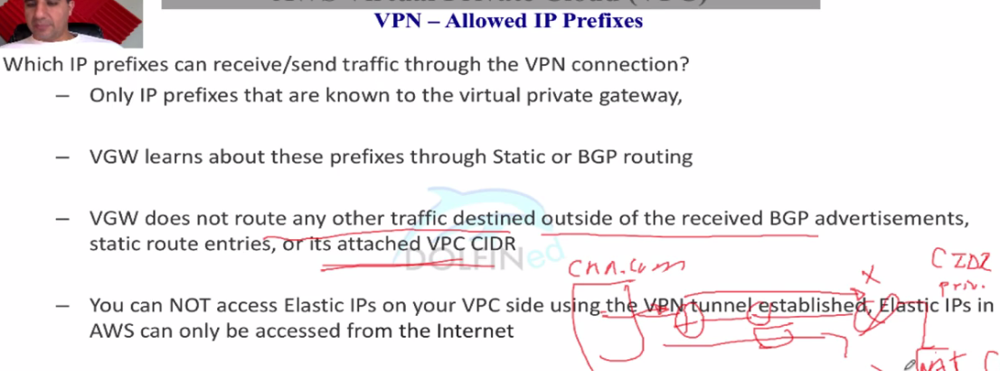 VPN – Allowed IP Prefixes
Which IP prefixes can receive/send traffic through the VPN connection?
– Only IP prefixes that are known to the virtual private gateway,
– VGW learns about these prefixes through Static or BGP routing
– VGW does not route any other traffic destined outside of the received BGP advertisements,
static route entries, or its attached VPC CIDR
DOLFINed
cnn.com
CIDR
priv.
X
– You can NOT access Elastic IPs on your VPC side using the VPN tunnel established, Elastic IPs in
AWS can only be accessed from the Internet
NAT